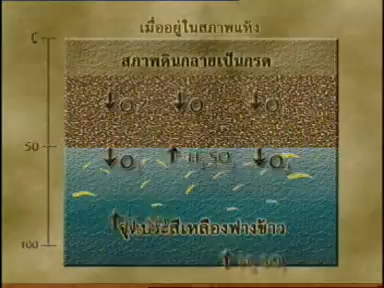 เมื่ออยู่ในสภาพแห้ง
0
สภาพดินกลายเป็นกรด
O₂ O₂ O₂
50
O₂ H₂SO₄ O₂
จุดประสีเหลืองฟางข้าว
100